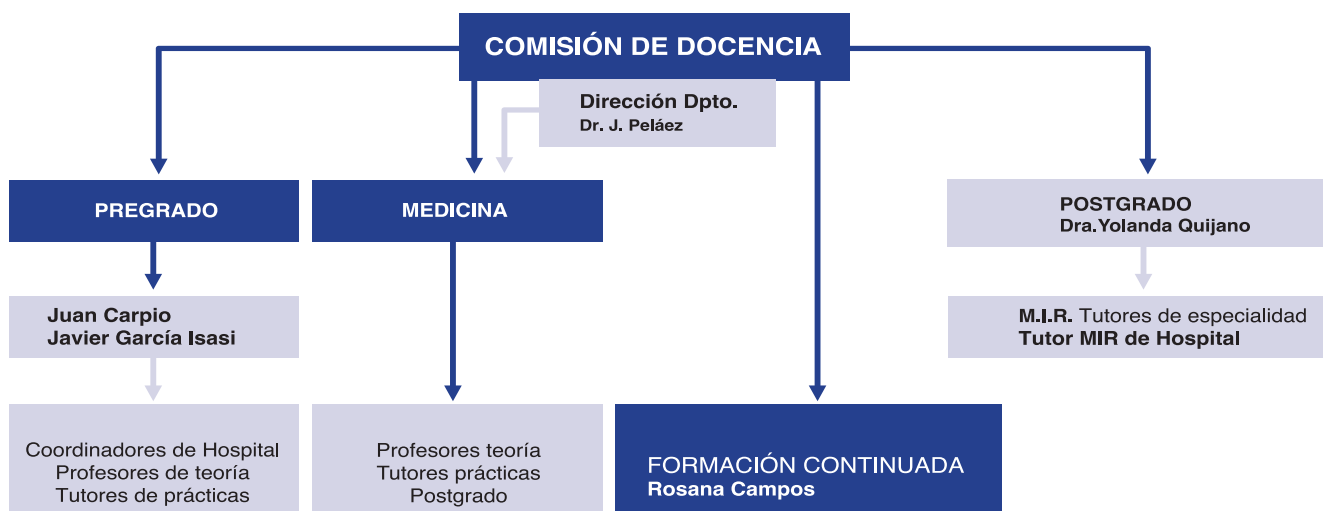 COMISIÓN DE DOCENCIA
Dirección Dpto.
Dr. J. Peláez
PREGRADO
MEDICINA
POSTGRADO
Dra.Yolanda Quijano
Juan Carpio
Javier García Isasi
M.I.R. Tutores de especialidad
Tutor MIR de Hospital
Coordinadores de Hospital
Profesores de teoría
Tutores de prácticas
Profesores teoría
Tutores prácticas
Postgrado
FORMACIÓN CONTINUADA
Rosana Campos